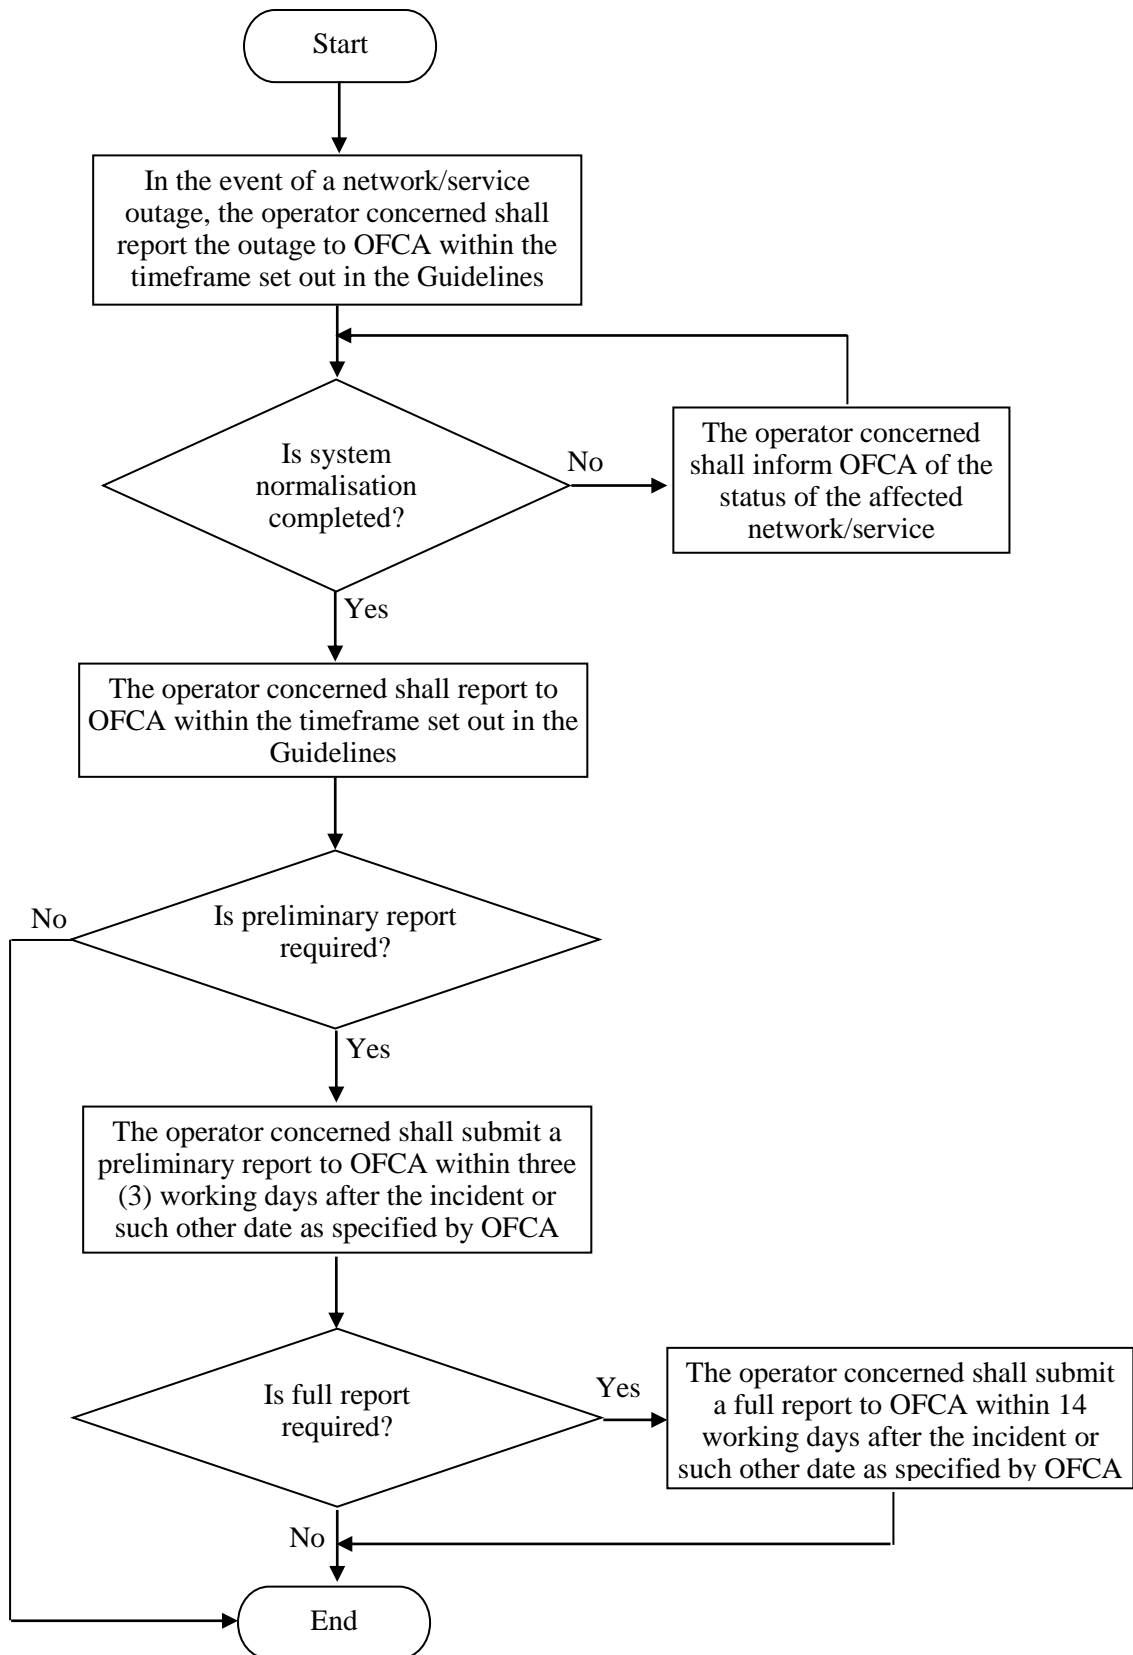 Start
In the event of a network/service
outage, the operator concerned shall
report the outage to OFCA within the
timeframe set out in the Guidelines
Is system
normalisation
completed?
No
The operator concerned
shall inform OFCA of the
status of the affected
network/service
Yes
The operator concerned shall report to
OFCA within the timeframe set out in the
Guidelines
No
Is preliminary report
required?
Yes
The operator concerned shall submit a
preliminary report to OFCA within three
(3) working days after the incident or
such other date as specified by OFCA
Is full report
required?
Yes
The operator concerned shall submit
a full report to OFCA within 14
working days after the incident or
such other date as specified by OFCA
No
End